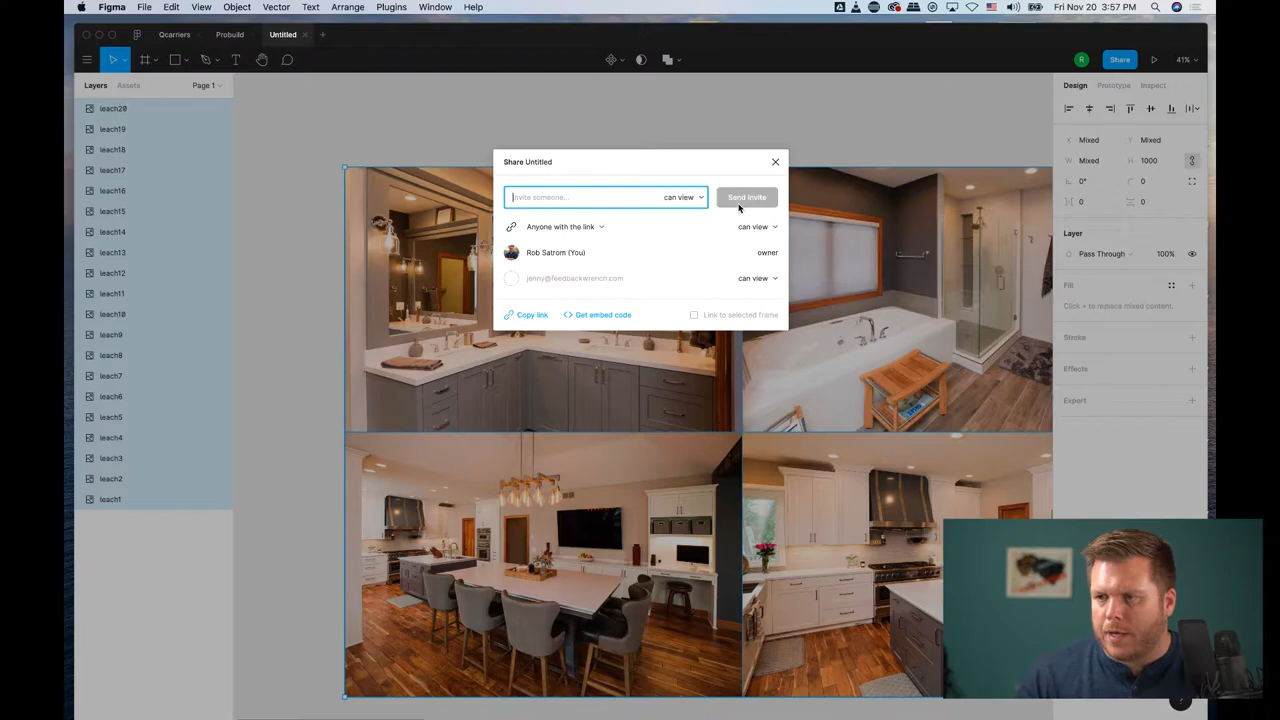 Figma File Edit View Object Vector Text Arrange Plugins Window Help Fri Nov 20 3:57 PM
Qcarriers Probuild Untitled
R Share 41%
Layers Assets Page 1
Design Prototype Inspect
leach20
leach19
leach18
leach17
leach16
leach15
leach14
leach13
leach12
leach11
leach10
leach9
leach8
leach7
leach6
leach5
leach4
leach3
leach2
leach1
Share Untitled
Invite someone... can view Send Invite
Anyone with the link can view
Rob Satrom (You) owner
jenny@feedbackwrench.com can view
Copy link Get embed code Link to selected frame
X Mixed Y Mixed
W Mixed H 1000
0° 0
0 0
Layer
Pass Through 100%
Fill
Click + to replace mixed content.
Stroke
Effects
Export
?